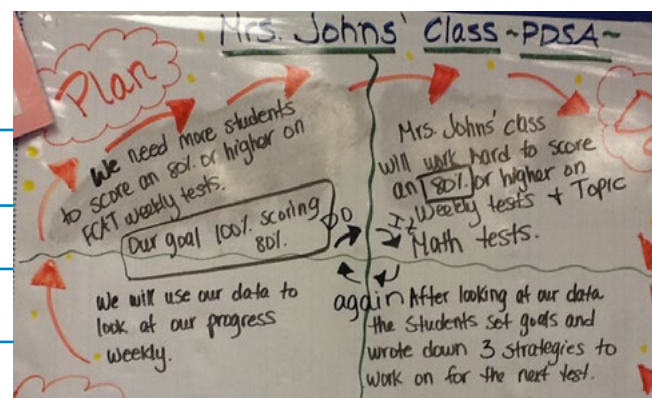 Mrs. Johns' Class ~PDSA~
Plan
We need more students
to score an 80% or higher on
FCAT weekly tests.
Our goal 100% scoring
80%.
D
Mrs. Johns' class
will work hard to score
an 80% or higher on
Weekly tests + Topic
Math tests.
We will use our data to
look at our progress
weekly.
DO
It
again
After looking at our data
the students set goals and
wrote down 3 strategies to
work on for the next test.